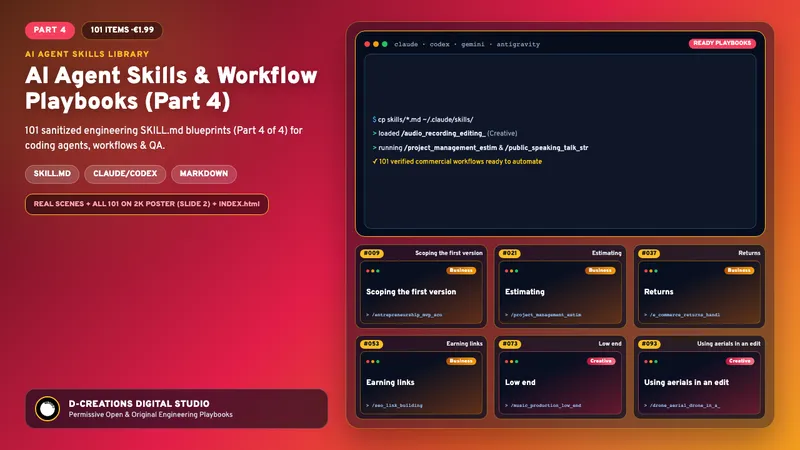 PART 4
101 ITEMS · €1.99
AI AGENT SKILLS LIBRARY
AI Agent Skills & Workflow
Playbooks (Part 4)
101 sanitized engineering SKILL.md blueprints (Part 4 of 4) for
coding agents, workflows & QA.
SKILL.MD
CLAUDE/CODEX
MARKDOWN
REAL SCENES + ALL 101 ON 2K POSTER (SLIDE 2) + INDEX.html
D-CREATIONS DIGITAL STUDIO
Permissive Open & Original Engineering Playbooks
claude · codex · gemini · antigravity
READY PLAYBOOKS
$ cp skills/*.md ~/.claude/skills/
> loaded /audio_recording_editing_ (Creative)
> running /project_management_estim & /public_speaking_talk_str
✓ 101 verified commercial workflows ready to automate
#009
Scoping the first version
Business
Scoping the first version
> /entrepreneurship_mvp_sco
#021
Estimating
Business
Estimating
> /project_management_estim
#037
Returns
Business
Returns
> /e_commerce_returns_handl
#053
Earning links
Business
Earning links
> /seo_link_building
#073
Low end
Creative
Low end
> /music_production_low_end
#093
Using aerials in an edit
Creative
Using aerials in an edit
> /drone_aerial_drone_in_a_